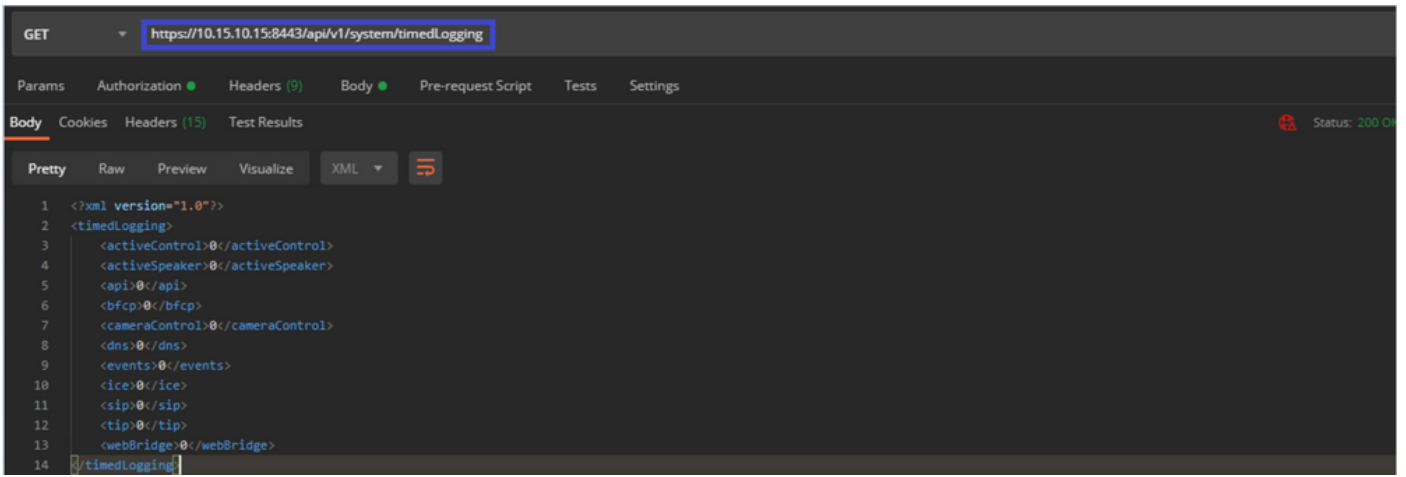 GET https://10.15.10.15:8443/api/v1/system/timedLogging
Params Authorization Headers (9) Body Pre-request Script Tests Settings
Body Cookies Headers (15) Test Results Status: 200 OK
Pretty Raw Preview Visualize XML
1 <?xml version="1.0"?>
2 <timedLogging>
3 <activeControl>0</activeControl>
4 <activeSpeaker>0</activeSpeaker>
5 <api>0</api>
6 <bfcp>0</bfcp>
7 <cameraControl>0</cameraControl>
8 <dns>0</dns>
9 <events>0</events>
10 <ice>0</ice>
11 <sip>0</sip>
12 <tip>0</tip>
13 <webBridge>0</webBridge>
14 </timedLogging>